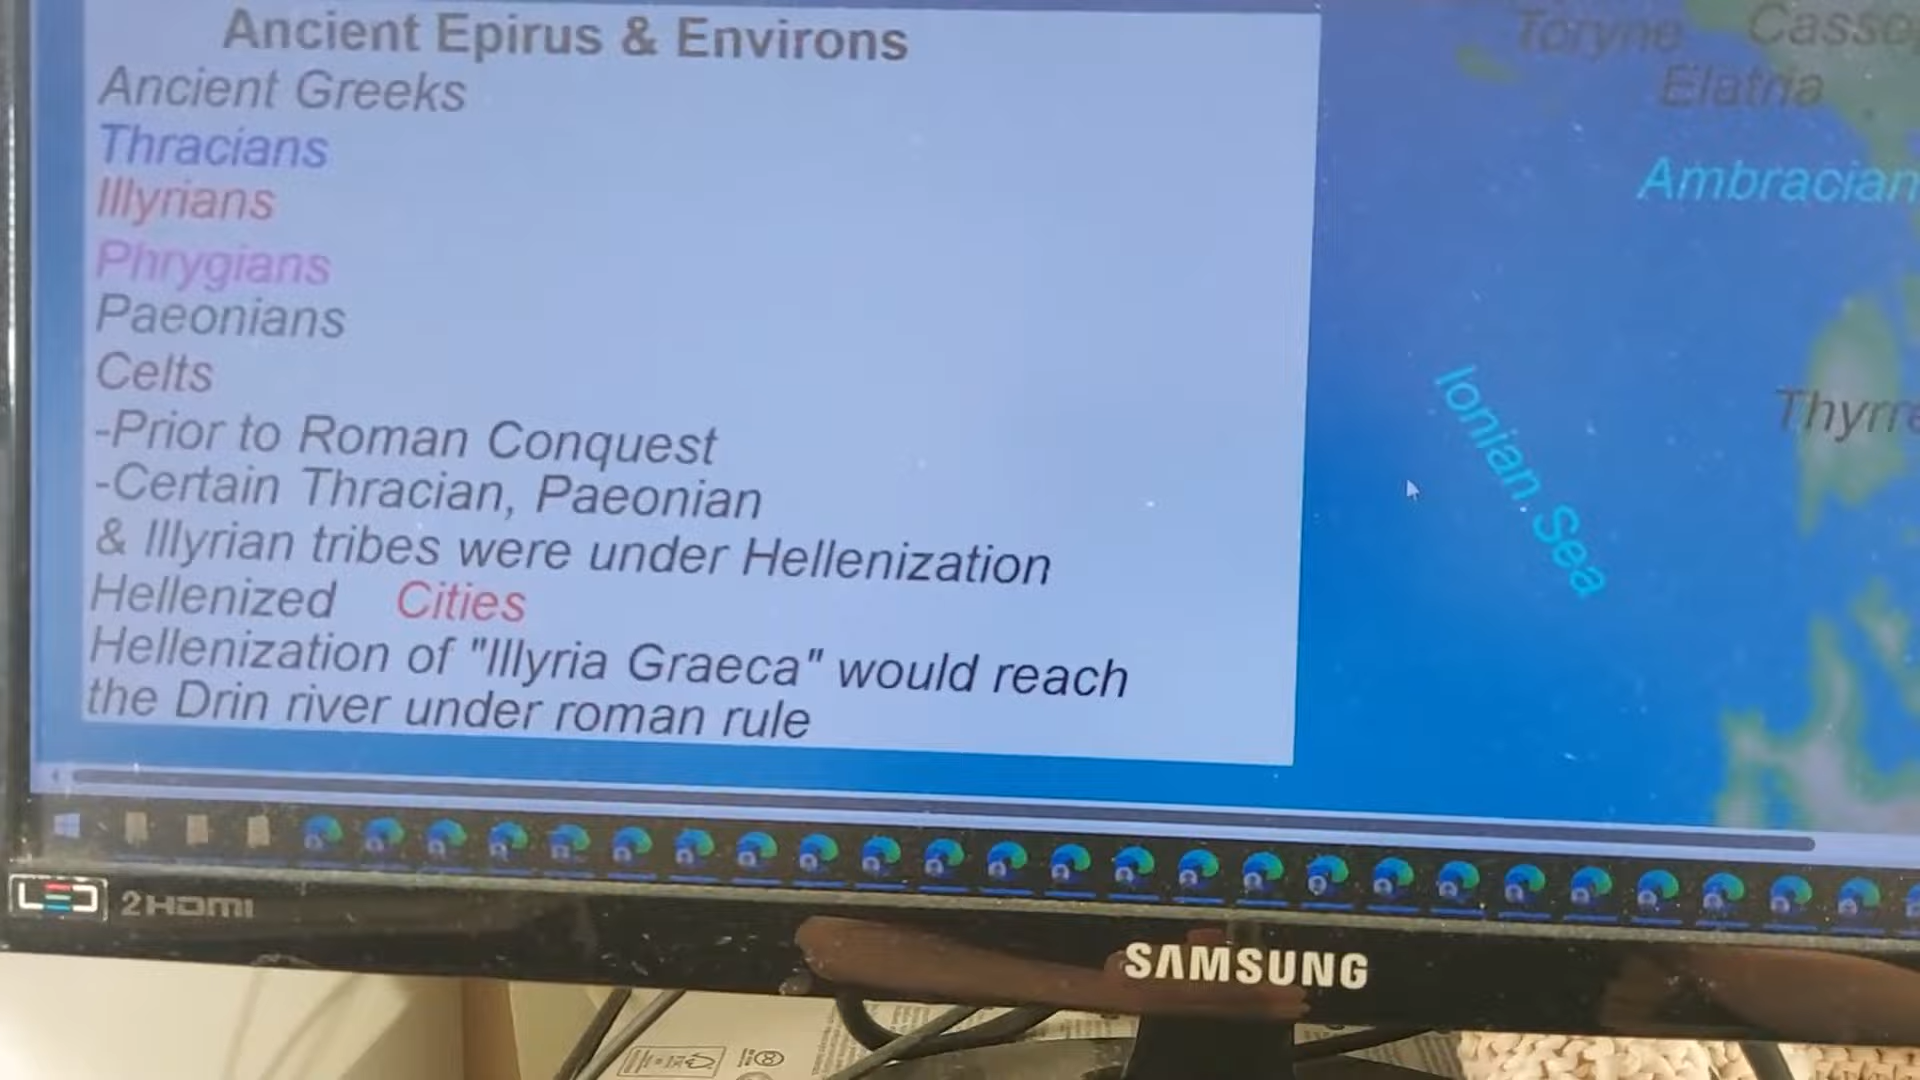 Ancient Epirus & Environs
Ancient Greeks
Thracians
Illyrians
Phrygians
Paeonians
Celts
-Prior to Roman Conquest
-Certain Thracian, Paeonian
& Illyrian tribes were under Hellenization
Hellenized Cities
Hellenization of "Illyria Graeca" would reach
the Drin river under roman rule
Toryne
Elatria
Ambracian
Ionian Sea
LED
2HDMI
SAMSUNG